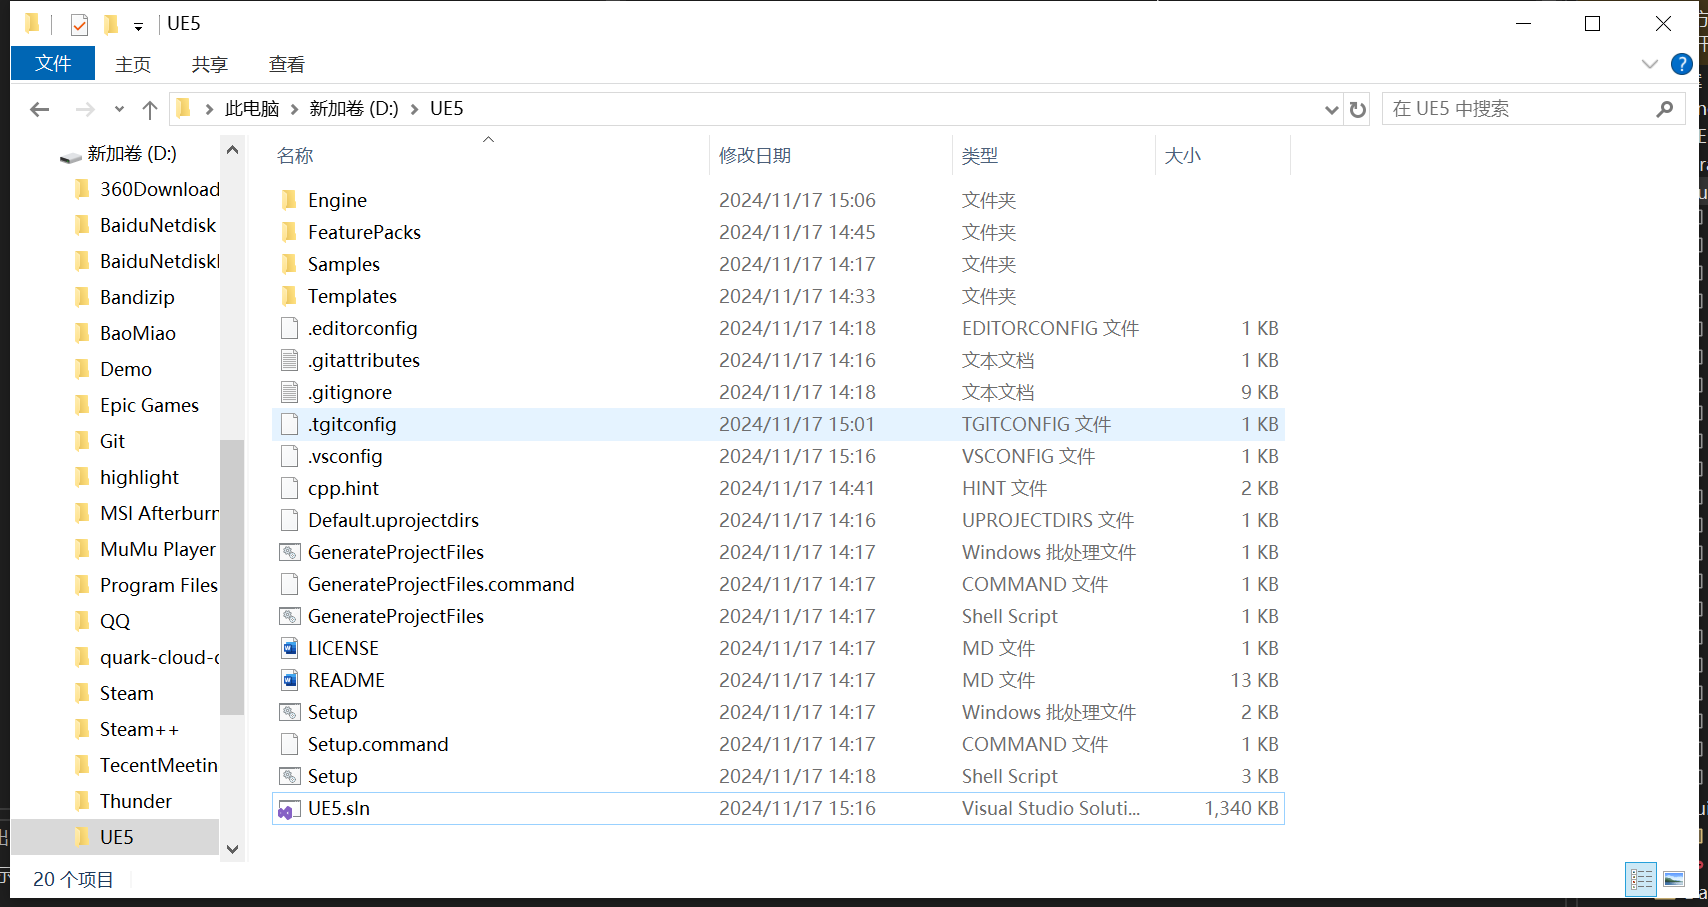 UE5
文件 主页 共享 查看
此电脑 新加卷 (D:) UE5
在 UE5 中搜索
新加卷 (D:)
360Download
BaiduNetdisk
BaiduNetdisk
Bandizip
BaoMiao
Demo
Epic Games
Git
highlight
MSI Afterburn
MuMu Player
Program Files
QQ
quark-cloud-
Steam
Steam++
TecentMeetin
Thunder
UE5
名称 修改日期 类型 大小
Engine 2024/11/17 15:06 文件夹
FeaturePacks 2024/11/17 14:45 文件夹
Samples 2024/11/17 14:17 文件夹
Templates 2024/11/17 14:33 文件夹
.editorconfig 2024/11/17 14:18 EDITORCONFIG 文件 1 KB
.gitattributes 2024/11/17 14:16 文本文档 1 KB
.gitignore 2024/11/17 14:18 文本文档 9 KB
.tgitconfig 2024/11/17 15:01 TGITCONFIG 文件 1 KB
.vsconfig 2024/11/17 15:16 VSCONFIG 文件 1 KB
cpp.hint 2024/11/17 14:41 HINT 文件 2 KB
Default.uprojectdirs 2024/11/17 14:16 UPROJECTDIRS 文件 1 KB
GenerateProjectFiles 2024/11/17 14:17 Windows 批处理文件 1 KB
GenerateProjectFiles.command 2024/11/17 14:17 COMMAND 文件 1 KB
GenerateProjectFiles 2024/11/17 14:17 Shell Script 1 KB
LICENSE 2024/11/17 14:17 MD 文件 1 KB
README 2024/11/17 14:17 MD 文件 13 KB
Setup 2024/11/17 14:17 Windows 批处理文件 2 KB
Setup.command 2024/11/17 14:17 COMMAND 文件 1 KB
Setup 2024/11/17 14:18 Shell Script 3 KB
UE5.sln 2024/11/17 15:16 Visual Studio Soluti... 1,340 KB
20 个项目